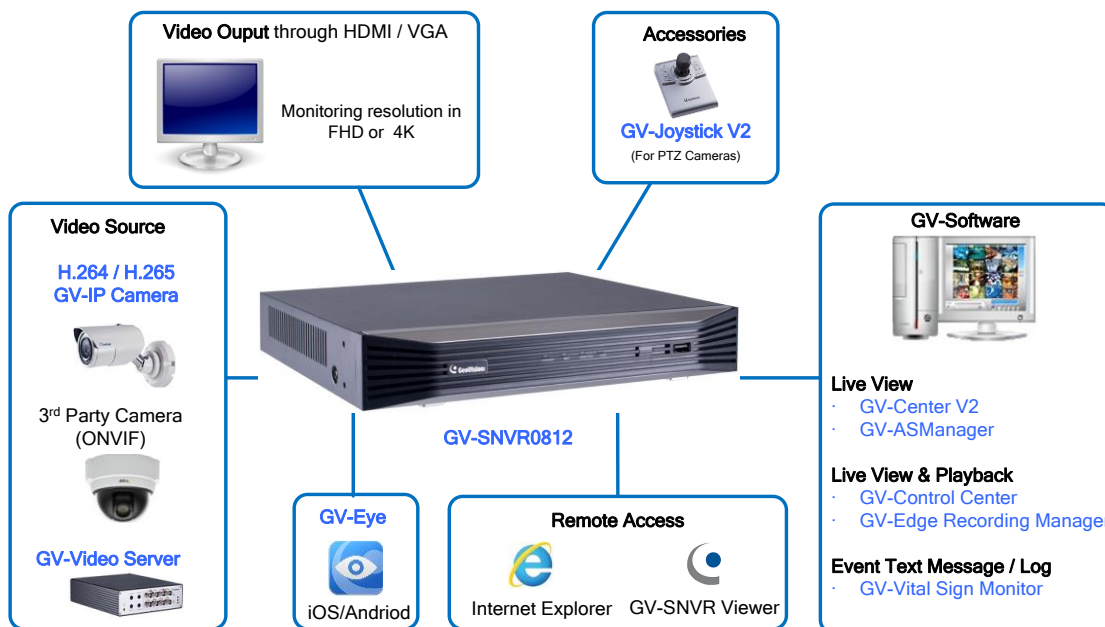 Video Ouput through HDMI / VGA
Monitoring resolution in
FHD or 4K
Accessories
GV-Joystick V2
(For PTZ Cameras)
Video Source
H.264 / H.265
GV-IP Camera
3rd Party Camera
(ONVIF)
GV-Video Server
GeoVision
GV-SNVR0812
GV-Eye
iOS/Andriod
Remote Access
Internet Explorer
GV-SNVR Viewer
GV-Software
Live View
· GV-Center V2
· GV-ASManager
Live View & Playback
· GV-Control Center
· GV-Edge Recording Manager
Event Text Message / Log
· GV-Vital Sign Monitor